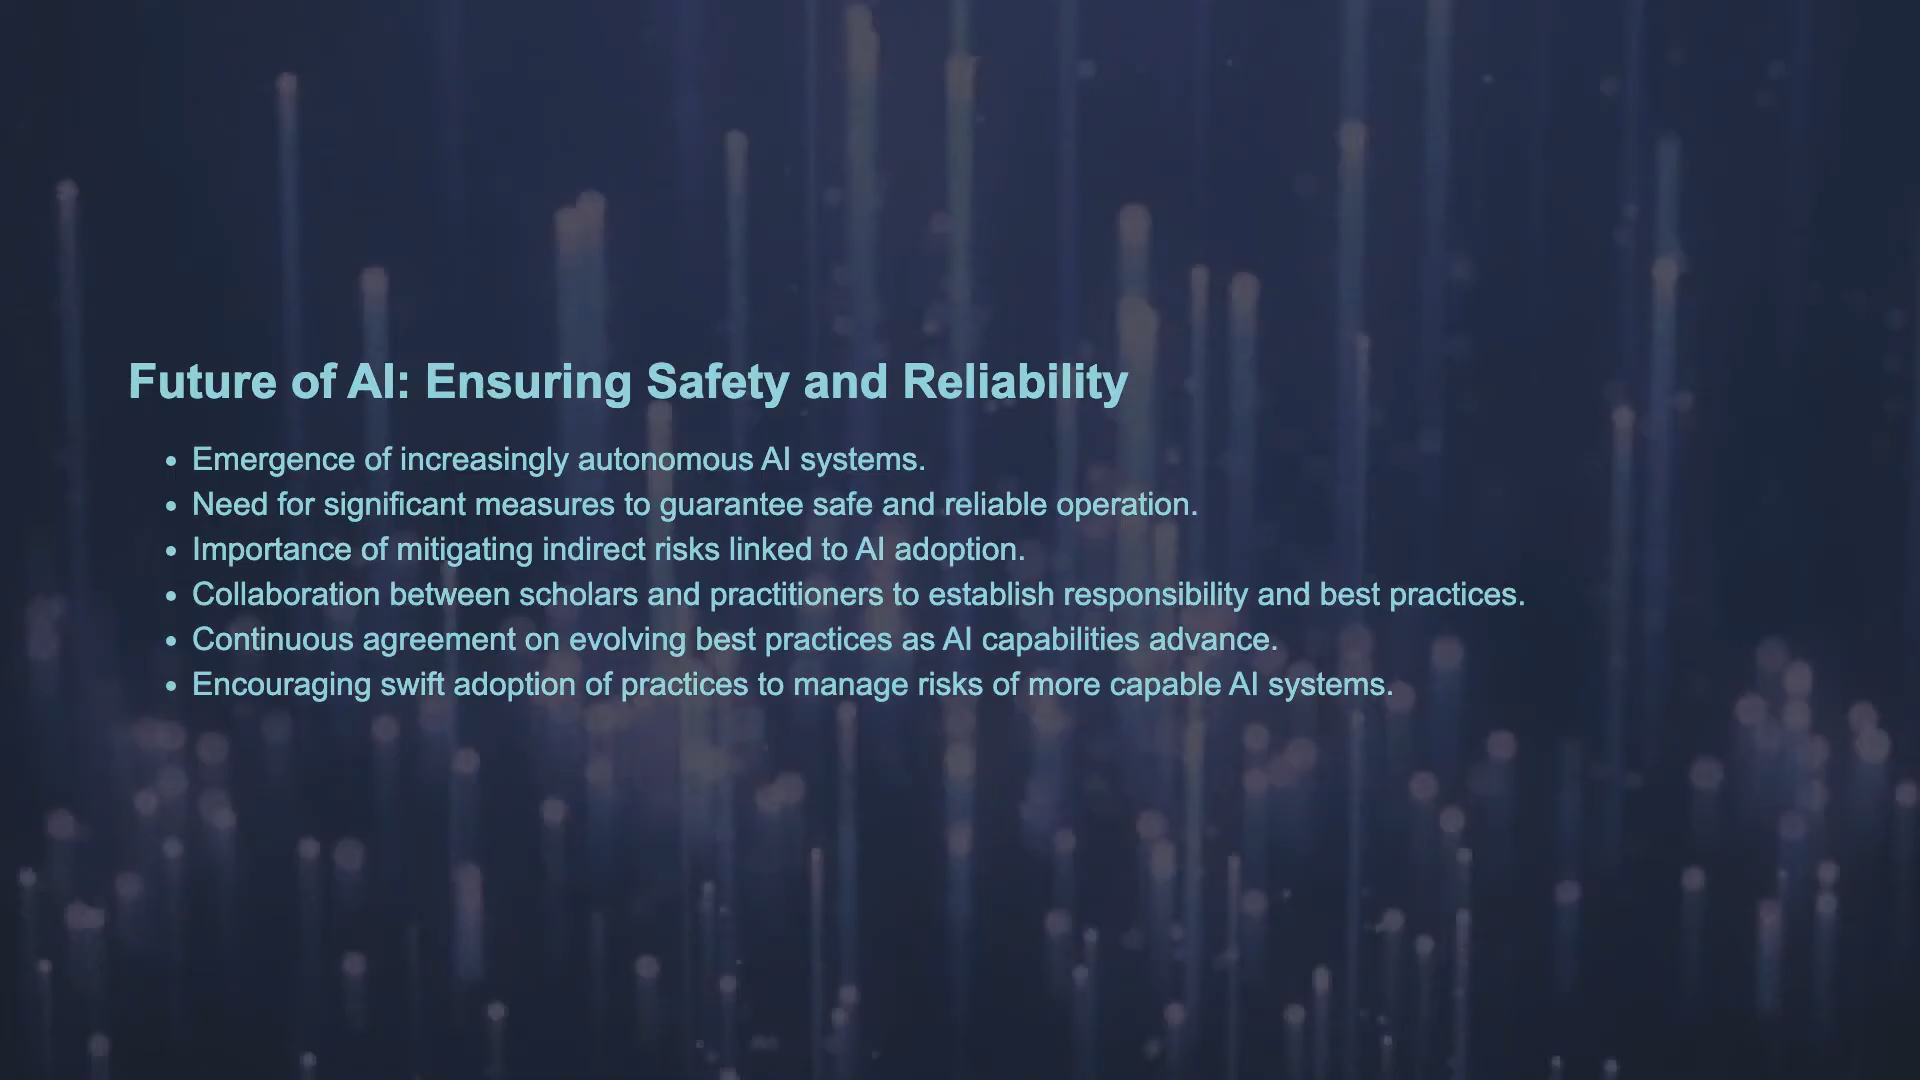 Future of AI: Ensuring Safety and Reliability
• Emergence of increasingly autonomous AI systems.
• Need for significant measures to guarantee safe and reliable operation.
• Importance of mitigating indirect risks linked to AI adoption.
• Collaboration between scholars and practitioners to establish responsibility and best practices.
• Continuous agreement on evolving best practices as AI capabilities advance.
• Encouraging swift adoption of practices to manage risks of more capable AI systems.